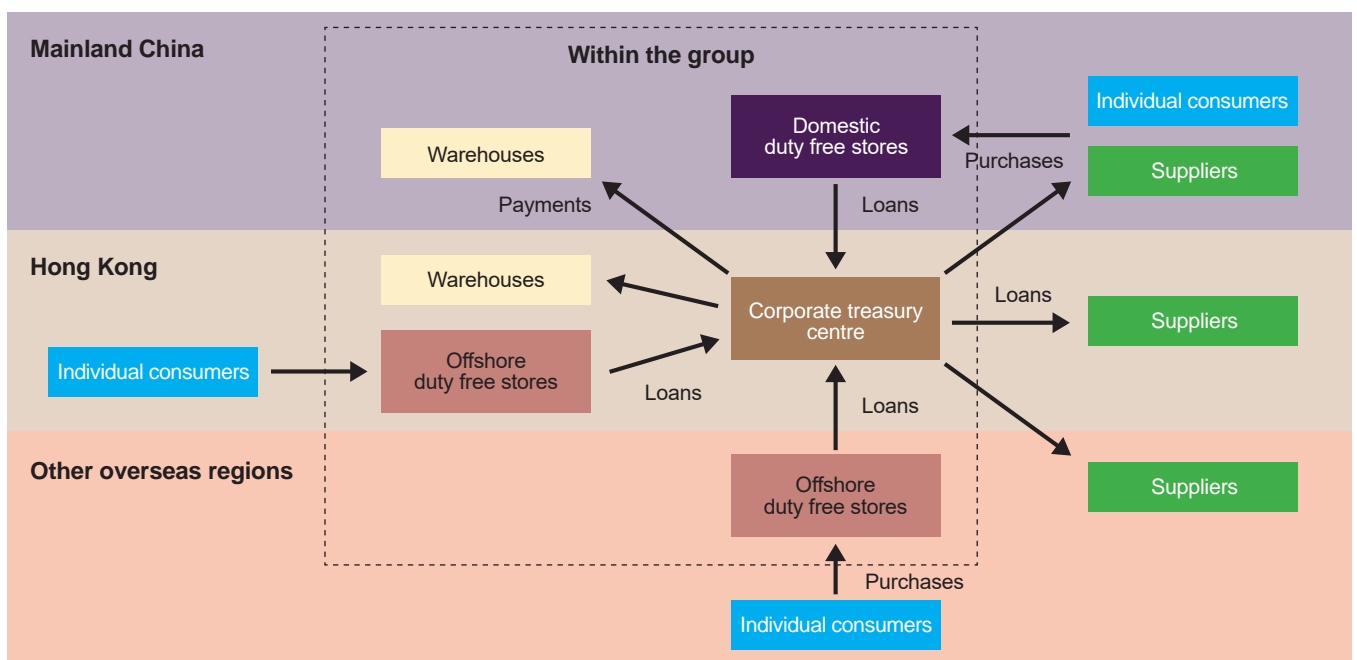 Mainland China
Within the group
Individual consumers
Domestic
duty free stores
Warehouses
Purchases
Suppliers
Payments
Loans
Hong Kong
Warehouses
Loans
Corporate treasury
centre
Suppliers
Individual consumers
Offshore
duty free stores
Loans
Loans
Other overseas regions
Offshore
duty free stores
Suppliers
Purchases
Individual consumers